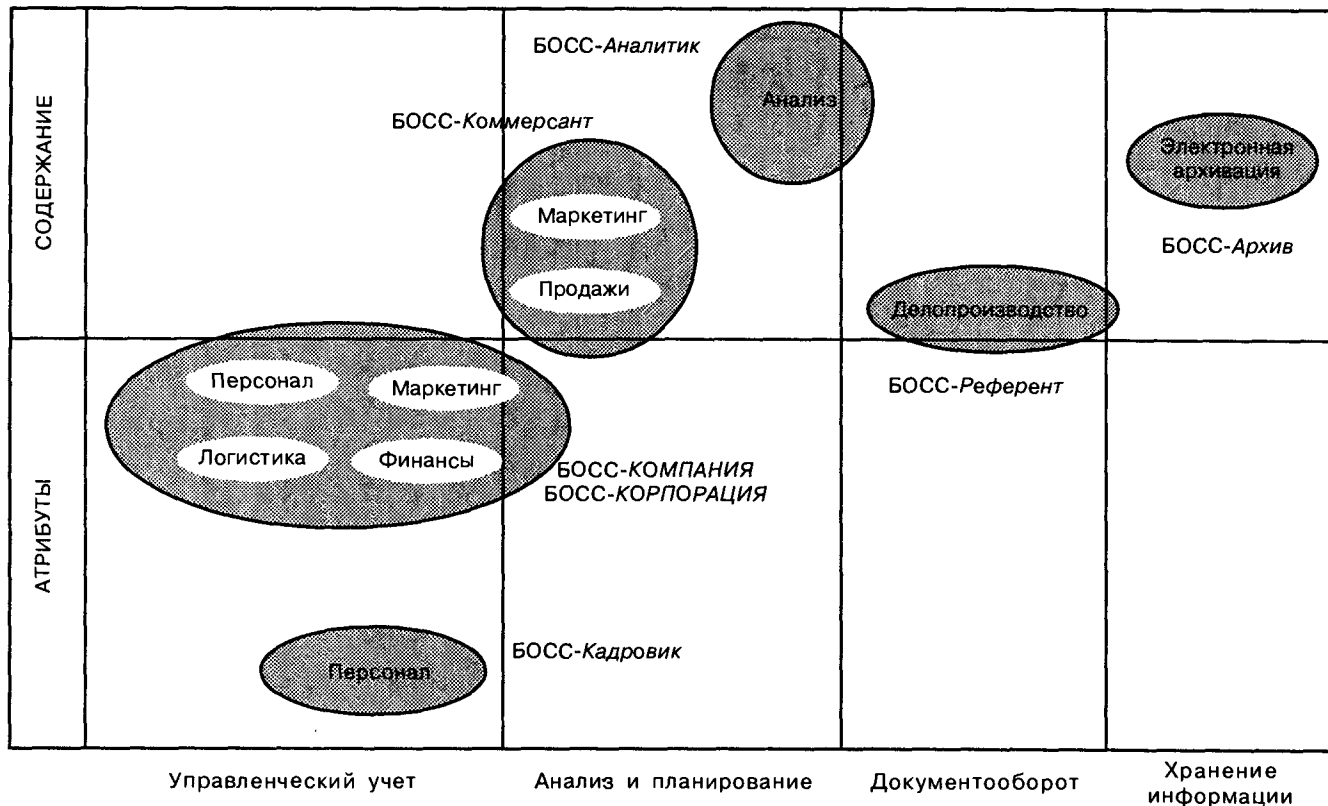 СОДЕРЖАНИЕ
БОСС-Аналитик
Анализ
БОСС-Коммерсант
Маркетинг
Продажи
Электронная
архивация
БОСС-Архив
Делопроизводство
БОСС-Референт
АТРИБУТЫ
Персонал
Маркетинг
Логистика
Финансы
БОСС-КОМПАНИЯ
БОСС-КОРПОРАЦИЯ
Персонал
БОСС-Кадровик
Управленческий учет
Анализ и планирование
Документооборот
Хранение
информации